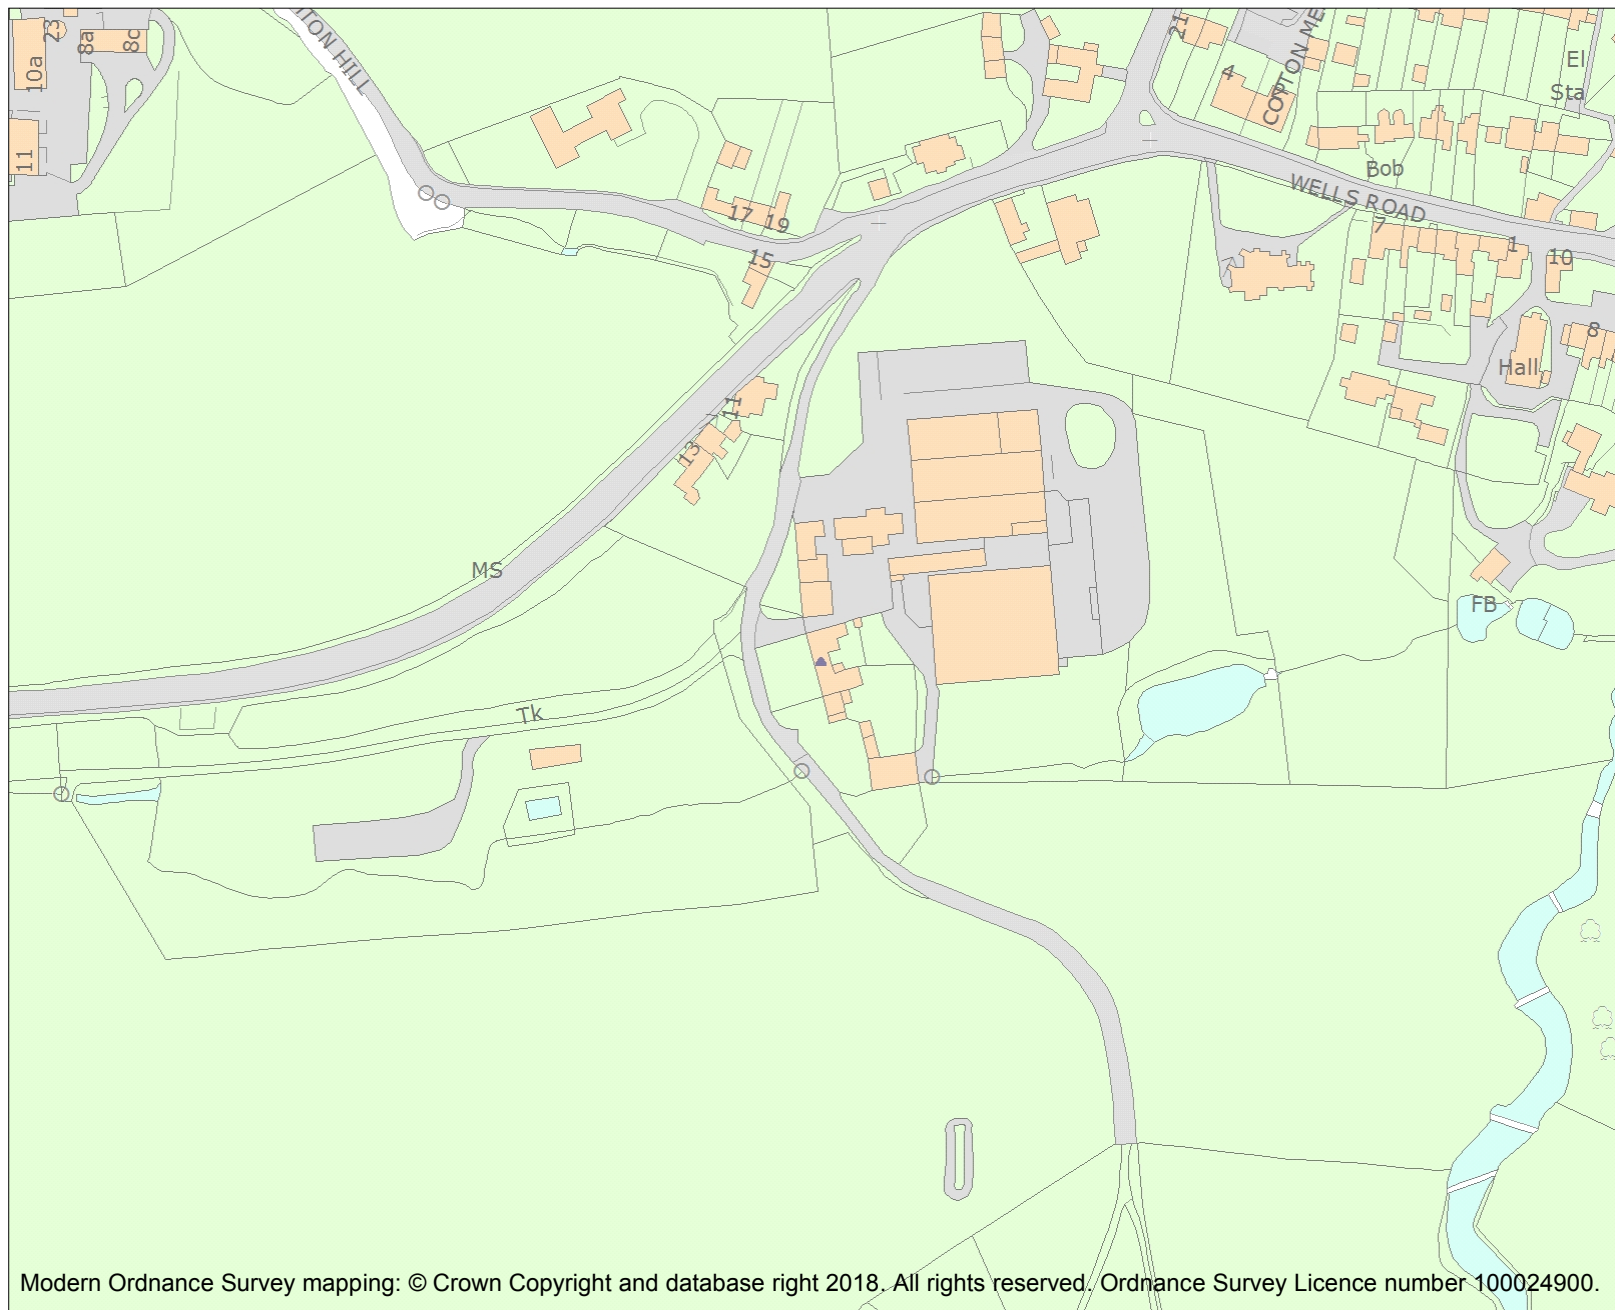 23
8a
8c
10a
11
TON HILL
21
4
COPTON ME
El
Sta
Bob
WELLS ROAD
17
19
15
7
1
10
8
Hall
11
13
MS
FB
Tk
Modern Ordnance Survey mapping: © Crown Copyright and database right 2018. All rights reserved. Ordnance Survey Licence number 100024900.